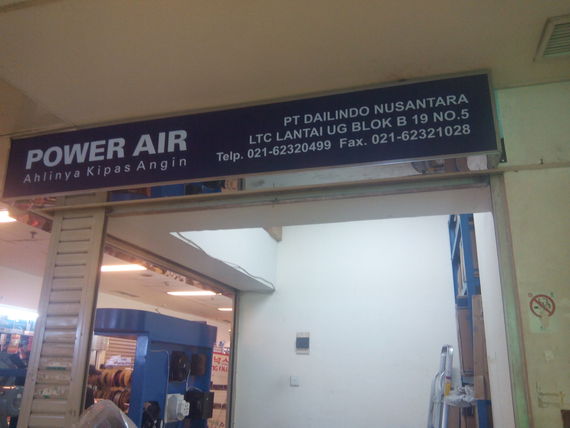 POWER AIR
Ahlinya Kipas Angin
PT DAILINDO NUSANTARA
LTC LANTAI UG BLOK B 19 NO.5
Telp. 021-62320499 Fax. 021-62321028